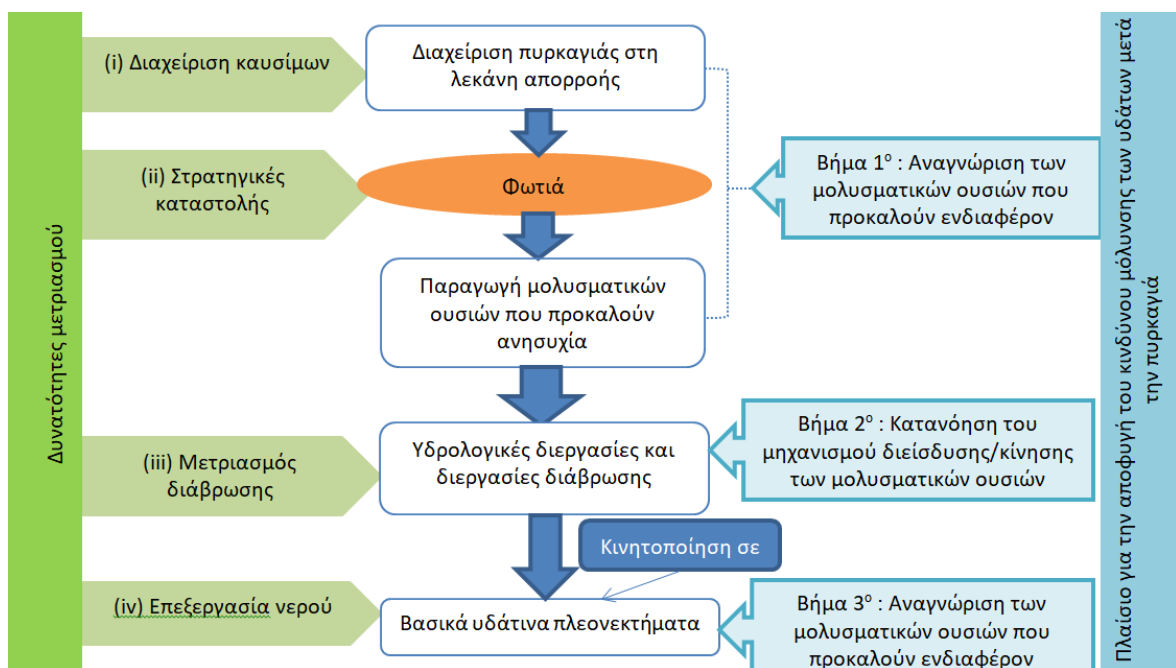 Δυνατότητες μετριασμού
(i) Διαχείριση καυσίμων
(ii) Στρατηγικές
καταστολής
(iii) Μετριασμός
διάβρωσης
(iv) Επεξεργασία νερού
Διαχείριση πυρκαγιάς στη
λεκάνη απορροής
Φωτιά
Παραγωγή μολυσματικών
ουσιών που προκαλούν
ανησυχία
Υδρολογικές διεργασίες και
διεργασίες διάβρωσης
Κινητοποίηση σε
Βασικά υδάτινα πλεονεκτήματα
Βήμα 1ο : Αναγνώριση των
μολυσματικών ουσιών που
προκαλούν ενδιαφέρον
Βήμα 2ο : Κατανόηση του
μηχανισμού διείσδυσης/κίνησης
των μολυσματικών ουσιών
Βήμα 3ο : Αναγνώριση των
μολυσματικών ουσιών που
προκαλούν ενδιαφέρον
Πλαίσιο για την αποφυγή του κινδύνου μόλυνσης των υδάτων μετά
την πυρκαγιά